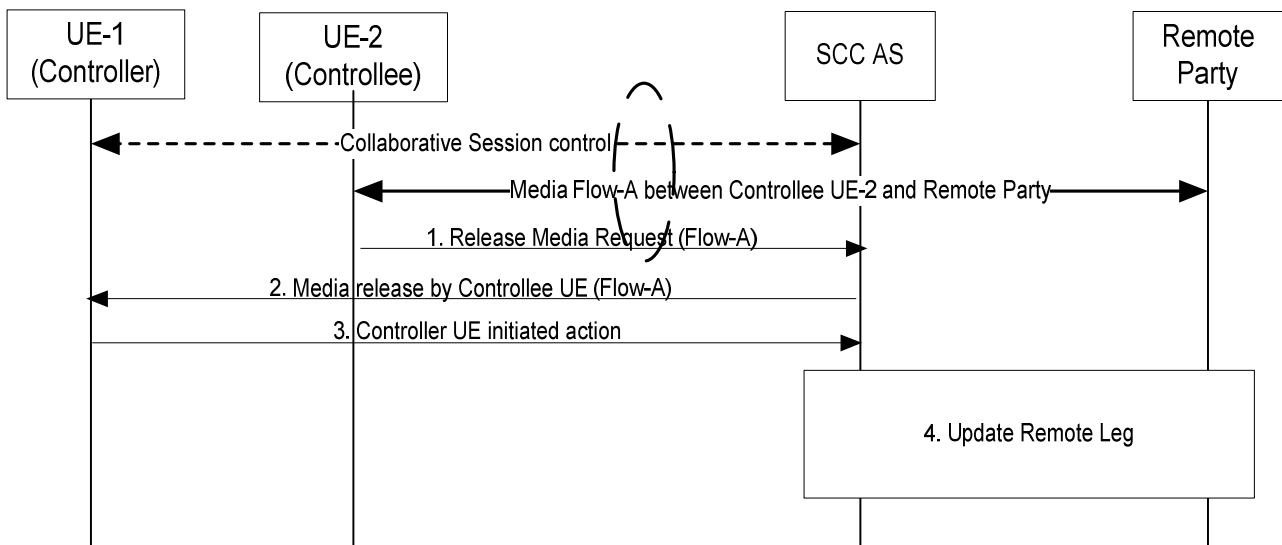 UE-1
(Controller)
UE-2
(Controllee)
SCC AS
Remote
Party
Collaborative Session control
Media Flow-A between Controllee UE-2 and Remote Party
1. Release Media Request (Flow-A)
2. Media release by Controllee UE (Flow-A)
3. Controller UE initiated action
4. Update Remote Leg